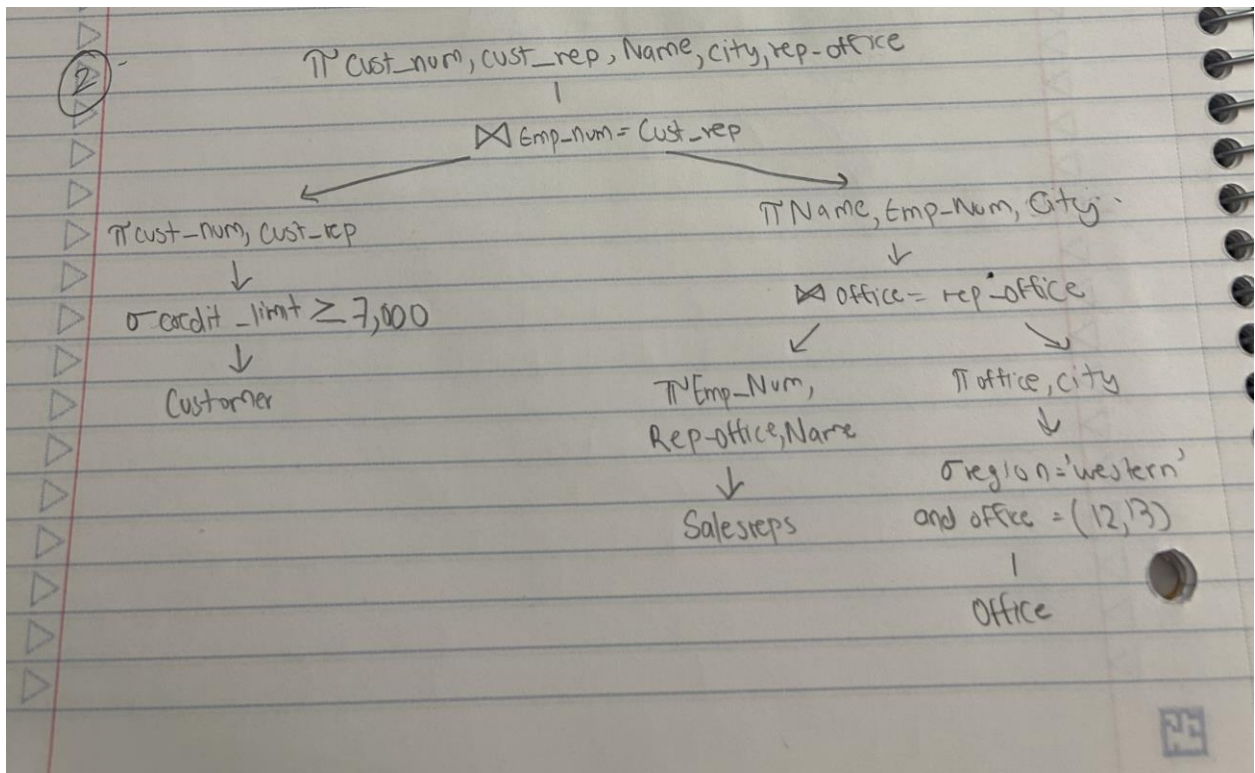 2
π Cust_num, cust_rep, Name, city, rep-office
⋈ Emp_num = Cust_rep
π cust_num, cust_rep
π Name, Emp_Num, City
⋈ office = rep-office
σ cordit_limit ≥ 7,000
Customer
π Emp_Num,
Rep-office, Name
π office, city
σ region = 'western'
and office = (12,13)
Salesreps
Office